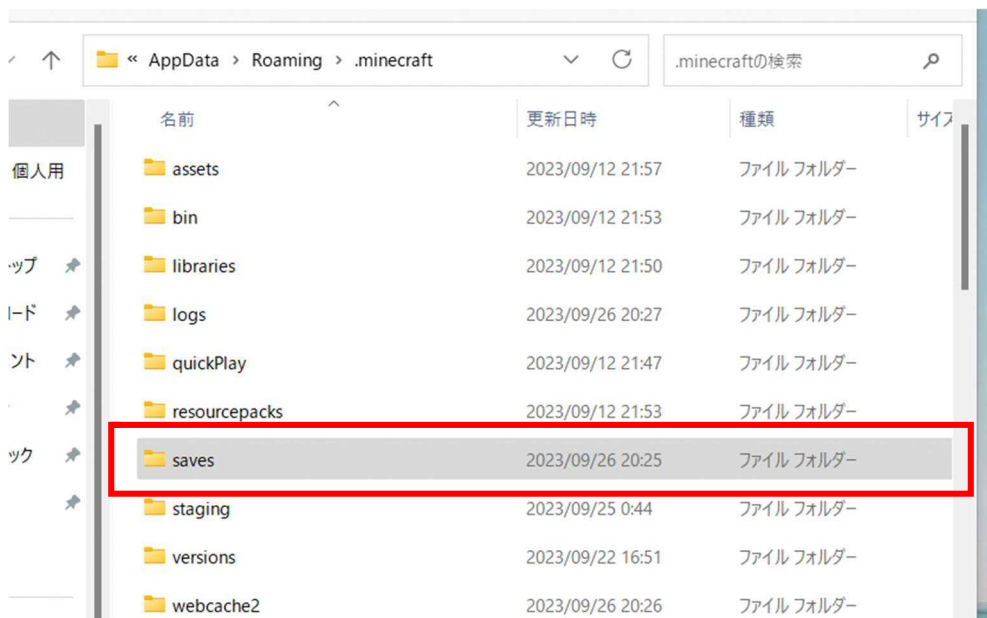 « AppData > Roaming > .minecraft
.minecraftの検索
名前 更新日時 種類 サイズ
個人用
assets 2023/09/12 21:57 ファイル フォルダー
bin 2023/09/12 21:53 ファイル フォルダー
ップ
libraries 2023/09/12 21:50 ファイル フォルダー
ード
logs 2023/09/26 20:27 ファイル フォルダー
ント
quickPlay 2023/09/12 21:47 ファイル フォルダー
resourcepacks 2023/09/12 21:53 ファイル フォルダー
ック
saves 2023/09/26 20:25 ファイル フォルダー
staging 2023/09/25 0:44 ファイル フォルダー
versions 2023/09/22 16:51 ファイル フォルダー
webcache2 2023/09/26 20:26 ファイル フォルダー